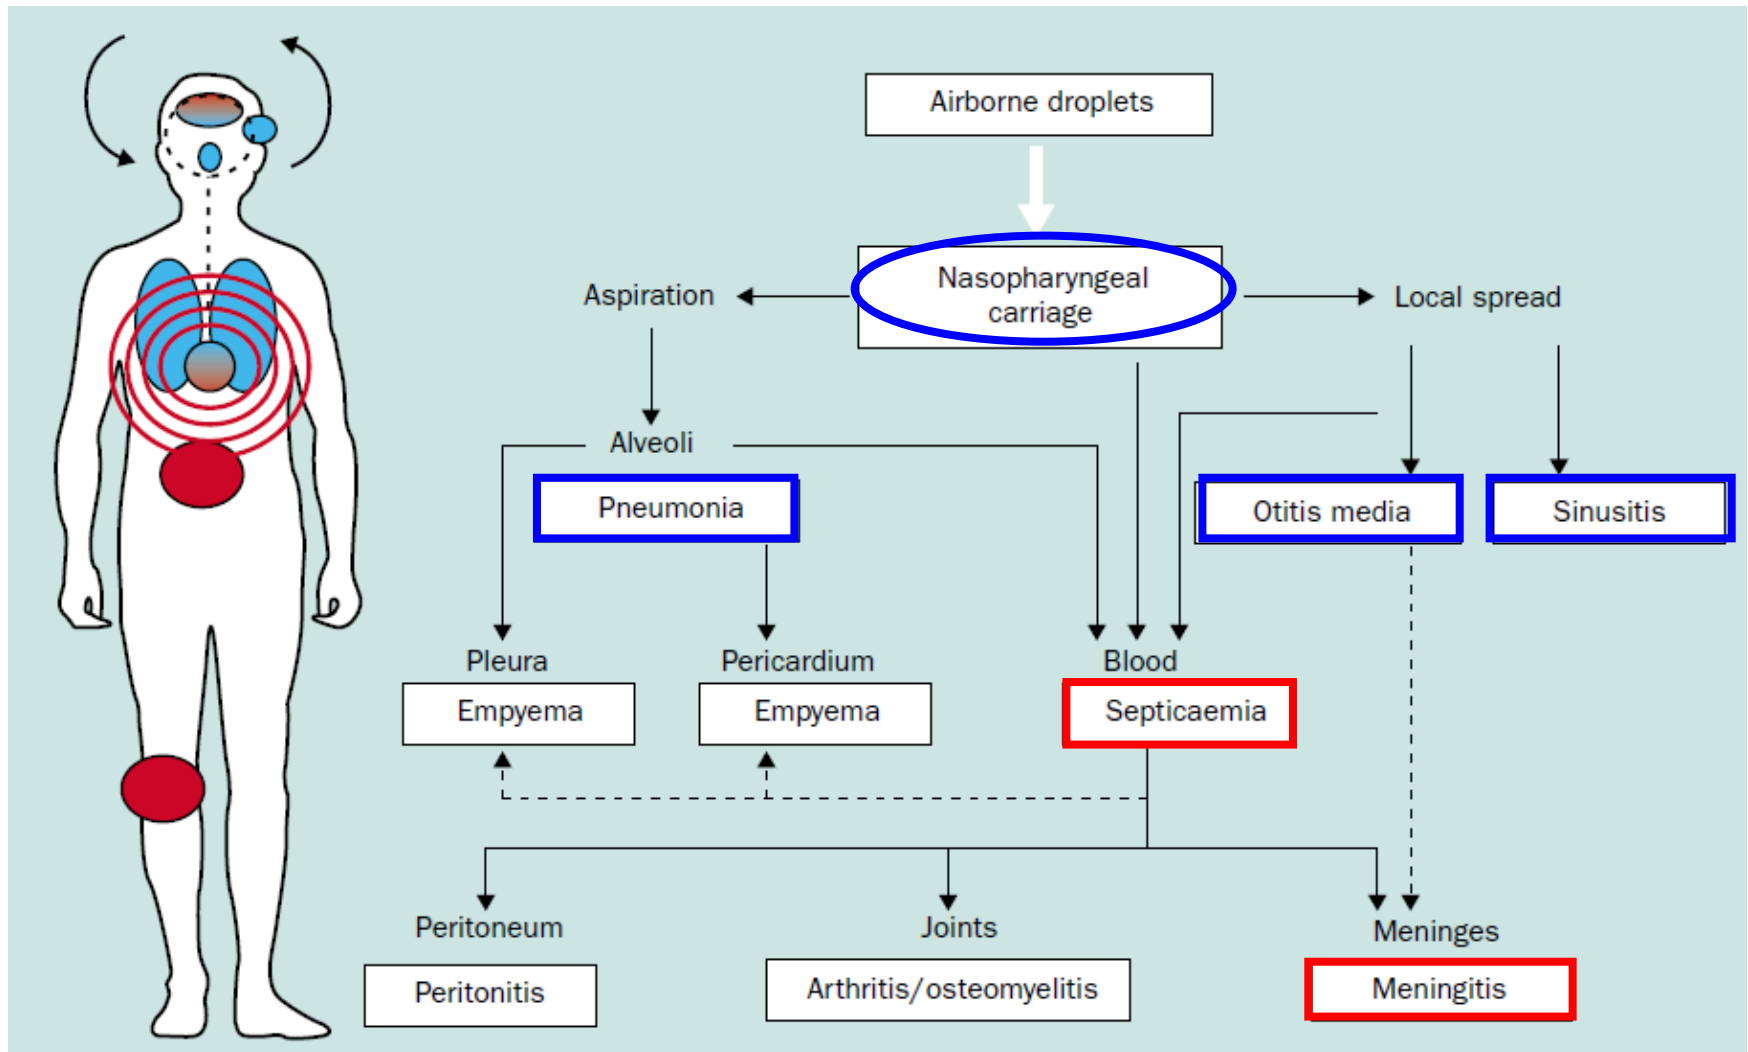 Airborne droplets
Nasopharyngeal
carriage
Aspiration
Local spread
Alveoli
Pneumonia
Otitis media
Sinusitis
Pleura
Pericardium
Blood
Empyema
Empyema
Septicaemia
Peritoneum
Joints
Meninges
Peritonitis
Arthritis/osteomyelitis
Meningitis